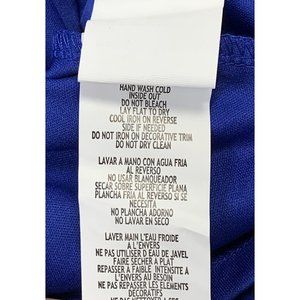 HAND WASH COLD
INSIDE OUT
DO NOT BLEACH
LAY FLAT TO DRY
COOL IRON ON REVERSE
SIDE IF NEEDED
DO NOT IRON ON DECORATIVE TRIM
DO NOT DRY CLEAN
LAVAR A MANO CON AGUA FRIA
AL REVERSO
NO USAR BLANQUEADOR
SECAR SOBRE SUPERFICIE PLANA
PLANCHA FRIA AL REVERSO SI SE
NECESITA
NO PLANCHA ADORNO
NO LAVAR EN SECO
LAVER MAIN L'EAU FROIDE
A L'ENVERS
NE PAS UTILISER D EAU DE JAVEL
FAIRE SECHER A PLAT
REPASSER A FAIBLE INTENSITE A
L'ENVERS AU BESOIN
NE PAS REPASSER LES ELEMENTS
DECORATIFS
NE PAS NETTOYER A SEC